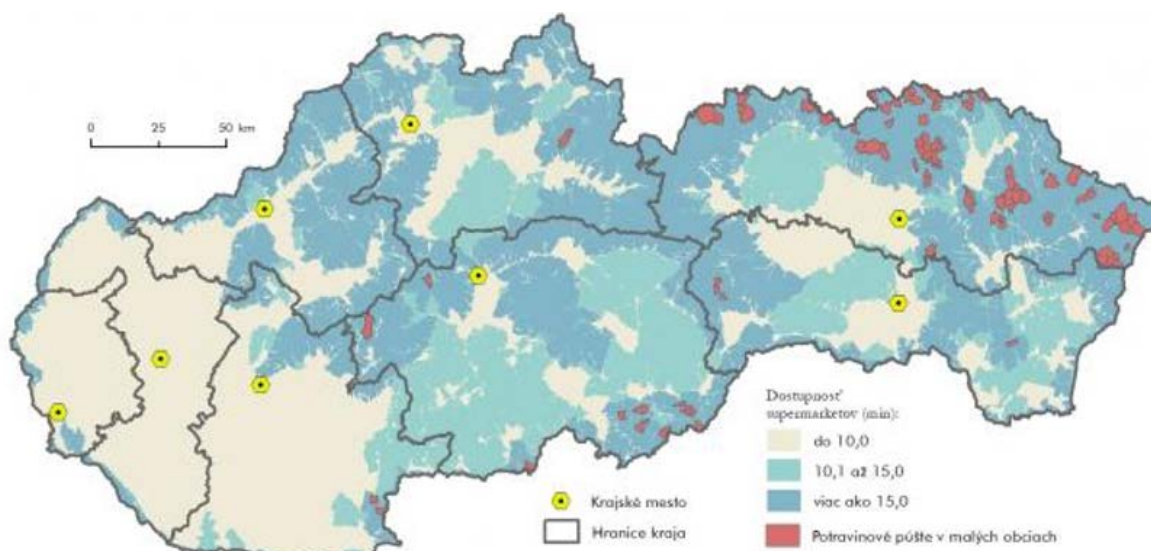 0 25 50 km
Dostupnosť
supermarketov (min):
do 10,0
10,1 až 15,0
viac ako 15,0
Potravinové púšte v malých obciach
Krajské mesto
Hranice kraja